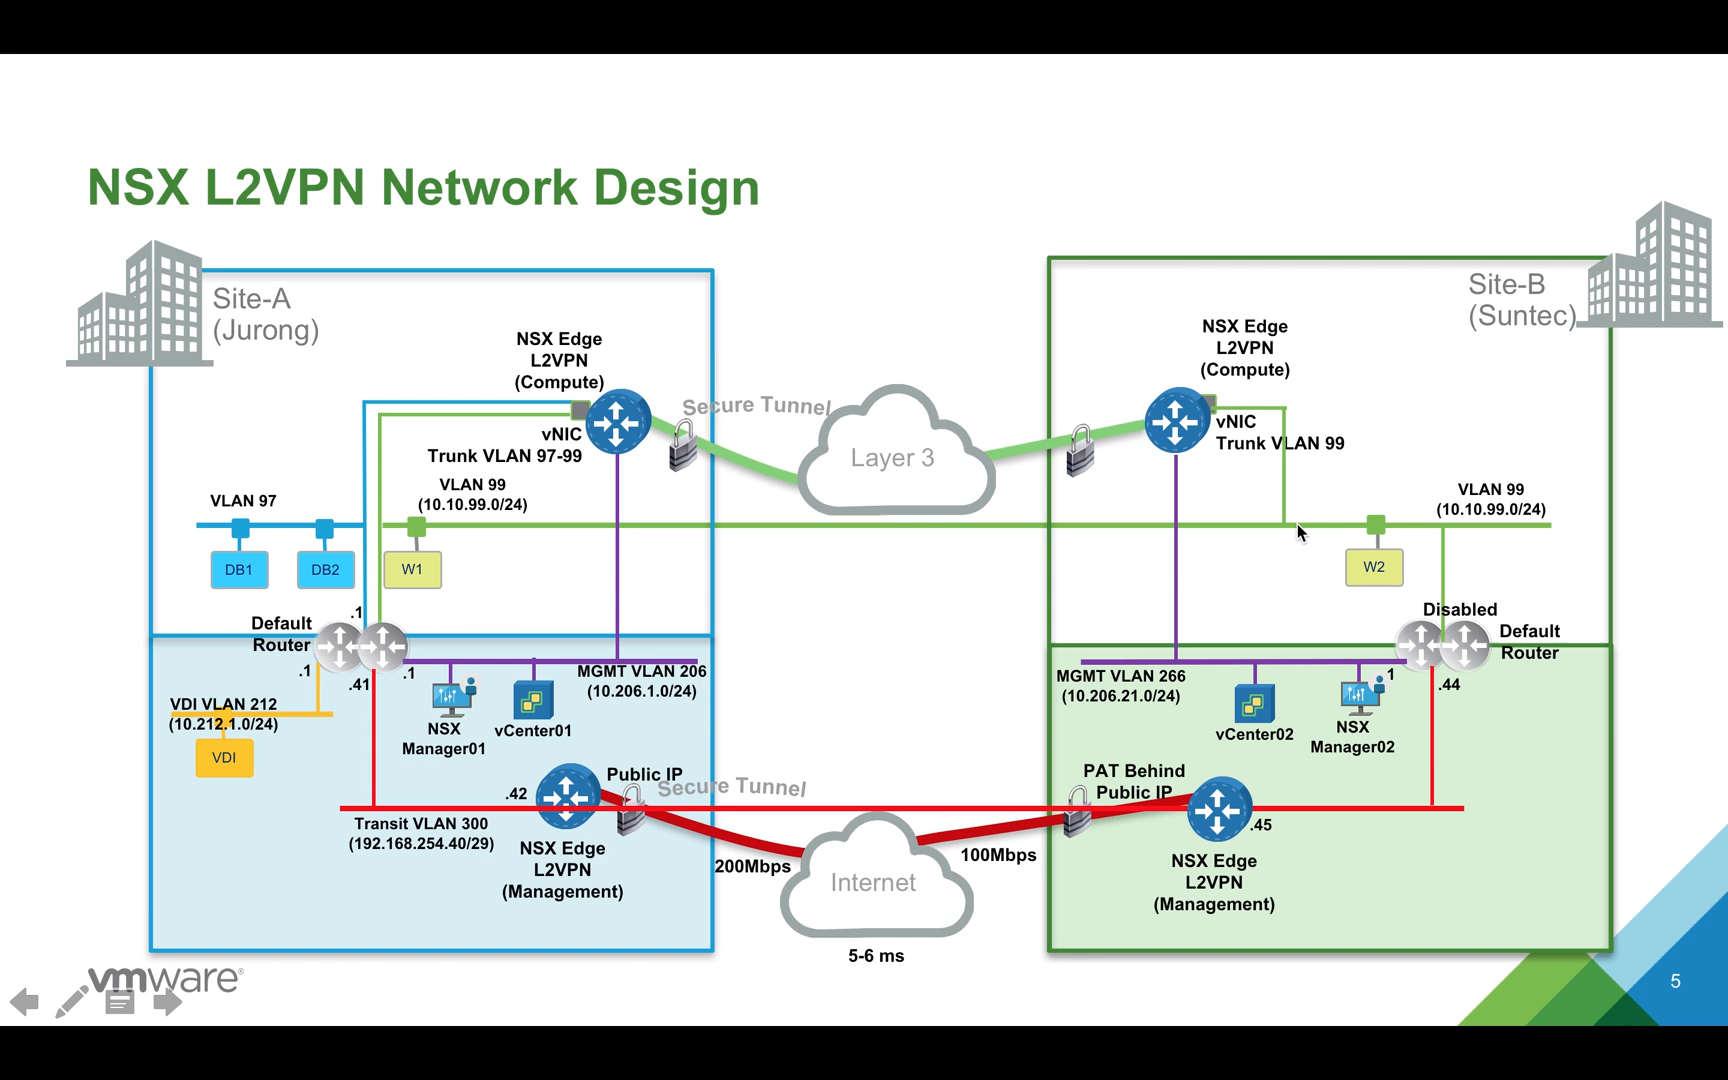 NSX L2VPN Network Design
Site-A
(Jurong)
Site-B
(Suntec)
NSX Edge
L2VPN
(Compute)
vNIC
Trunk VLAN 97-99
Secure Tunnel
Layer 3
NSX Edge
L2VPN
(Compute)
vNIC
Trunk VLAN 99
VLAN 97
VLAN 99
(10.10.99.0/24)
VLAN 99
(10.10.99.0/24)
DB1
DB2
W1
W2
.1
Default
Router
.1
.41
.1
MGMT VLAN 206
(10.206.1.0/24)
NSX
Manager01
vCenter01
VDI VLAN 212
(10.212.1.0/24)
VDI
Disabled
Default
Router
MGMT VLAN 266
(10.206.21.0/24)
1
.44
vCenter02
NSX
Manager02
Public IP
Secure Tunnel
.42
Transit VLAN 300
(192.168.254.40/29)
NSX Edge
L2VPN
(Management)
200Mbps
Internet
100Mbps
5-6 ms
PAT Behind
Public IP
.45
NSX Edge
L2VPN
(Management)
vmware®
5